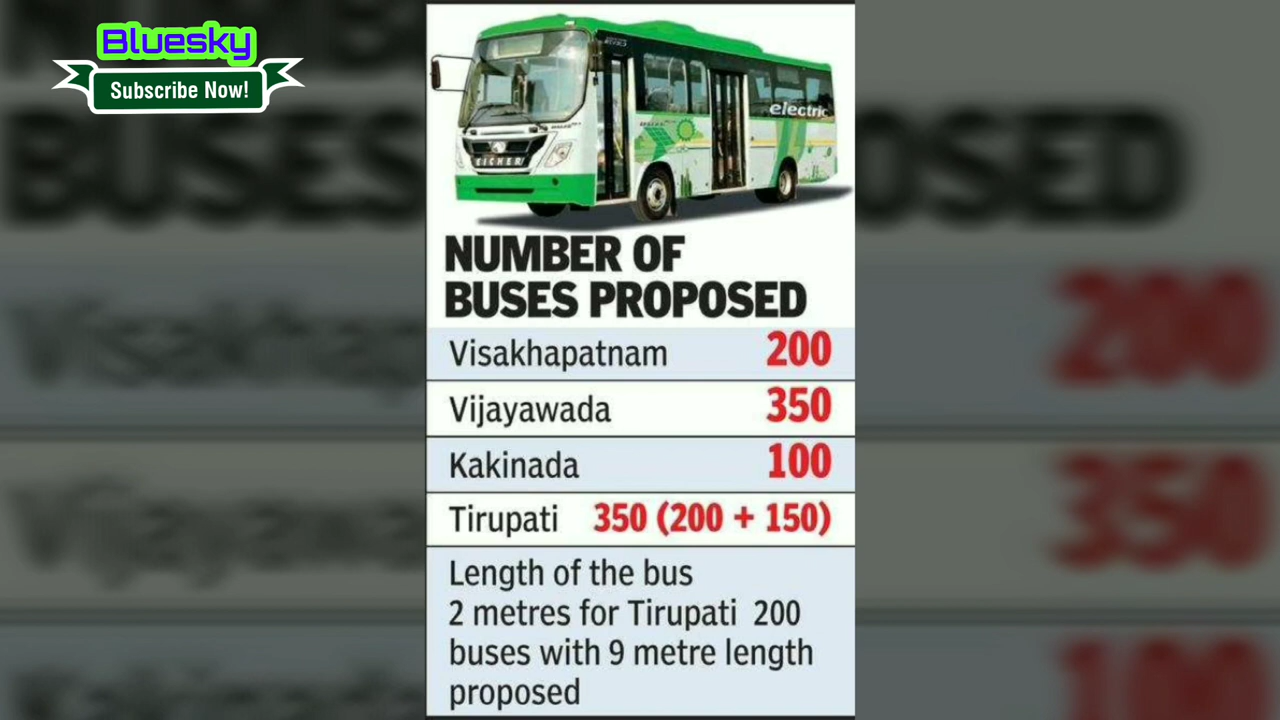 Bluesky
Subscribe Now!
electric
EICHER
NUMBER OF
BUSES PROPOSED
Visakhapatnam 200
Vijayawada 350
Kakinada 100
Tirupati 350 (200 + 150)
Length of the bus
2 metres for Tirupati 200
buses with 9 metre length
proposed